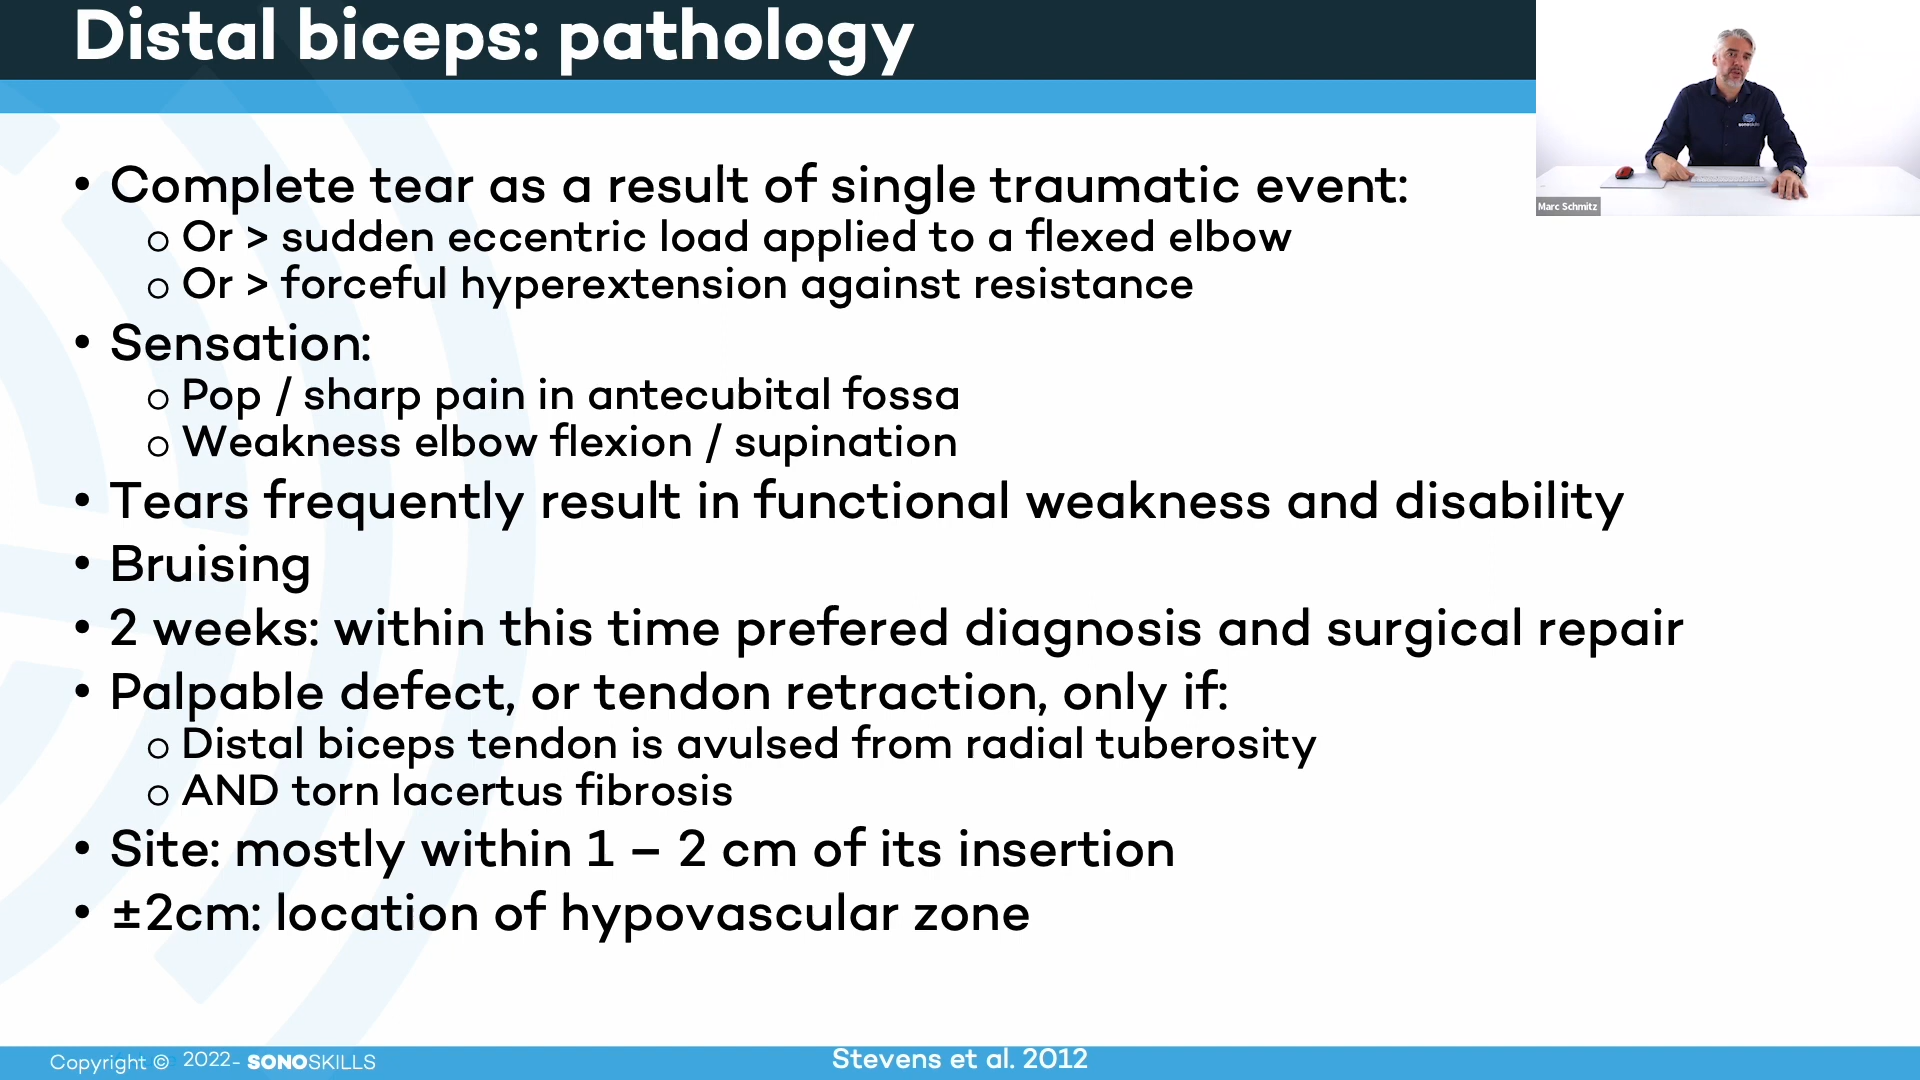 Distal biceps: pathology
Marc Schmitz
• Complete tear as a result of single traumatic event:
o Or > sudden eccentric load applied to a flexed elbow
o Or > forceful hyperextension against resistance
• Sensation:
o Pop / sharp pain in antecubital fossa
o Weakness elbow flexion / supination
• Tears frequently result in functional weakness and disability
• Bruising
• 2 weeks: within this time prefered diagnosis and surgical repair
• Palpable defect, or tendon retraction, only if:
o Distal biceps tendon is avulsed from radial tuberosity
o AND torn lacertus fibrosis
• Site: mostly within 1 – 2 cm of its insertion
• ±2cm: location of hypovascular zone
Copyright © 2022- SONOSKILLS
Stevens et al. 2012